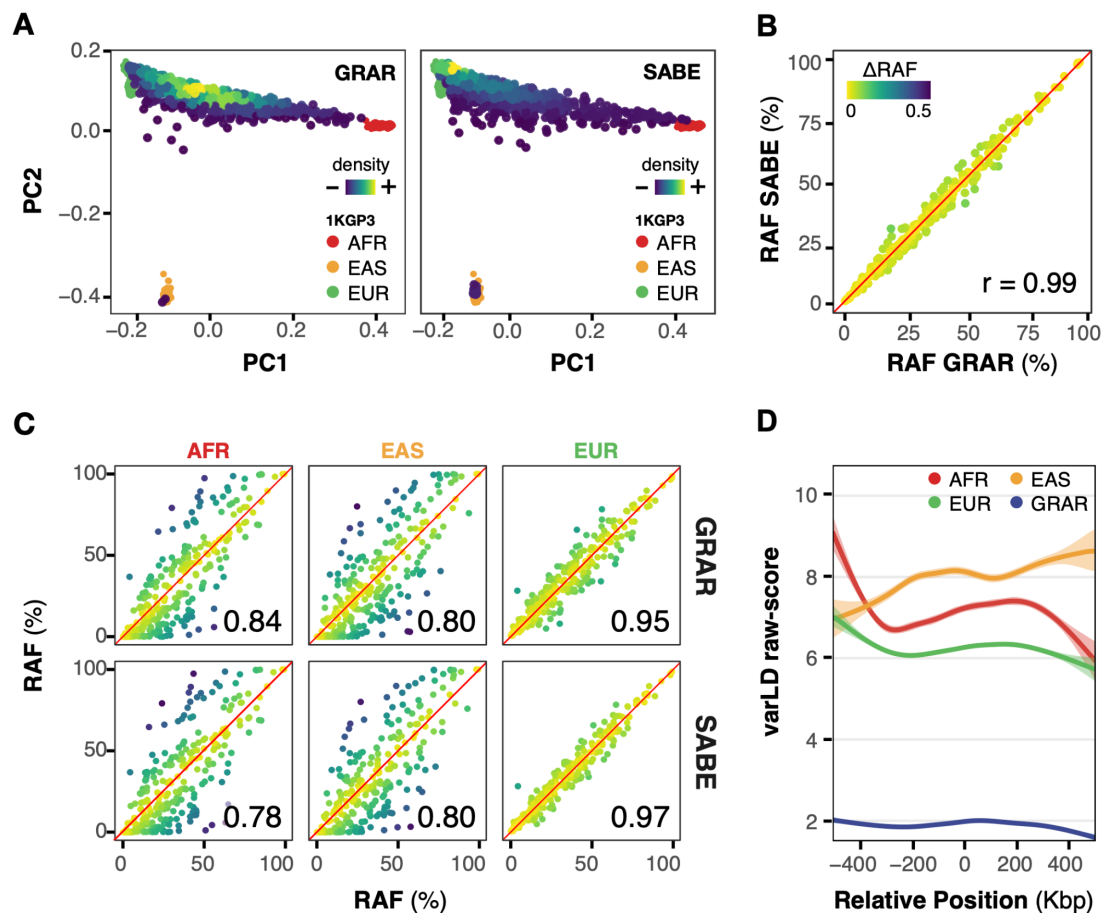 A
GRAR
SABE
0.2
0.0
−0.2
−0.4
PC2
density
− +
1KGP3
AFR
EAS
EUR
density
− +
1KGP3
AFR
EAS
EUR
−0.2 0.0 0.2 0.4
−0.2 0.0 0.2 0.4
PC1
PC1
B
ΔRAF
0 0.5
100
75
50
25
0
RAF SABE (%)
r = 0.99
0 25 50 75 100
RAF GRAR (%)
C
AFR EAS EUR
100
50
0
0.84 0.80 0.95
GRAR
RAF (%)
100
50
0
0.78 0.80 0.97
SABE
0 50 100 0 50 100 0 50 100
RAF (%)
D
AFR EAS
EUR GRAR
10
8
6
4
2
varLD raw-score
−400 −200 0 200 400
Relative Position (Kbp)